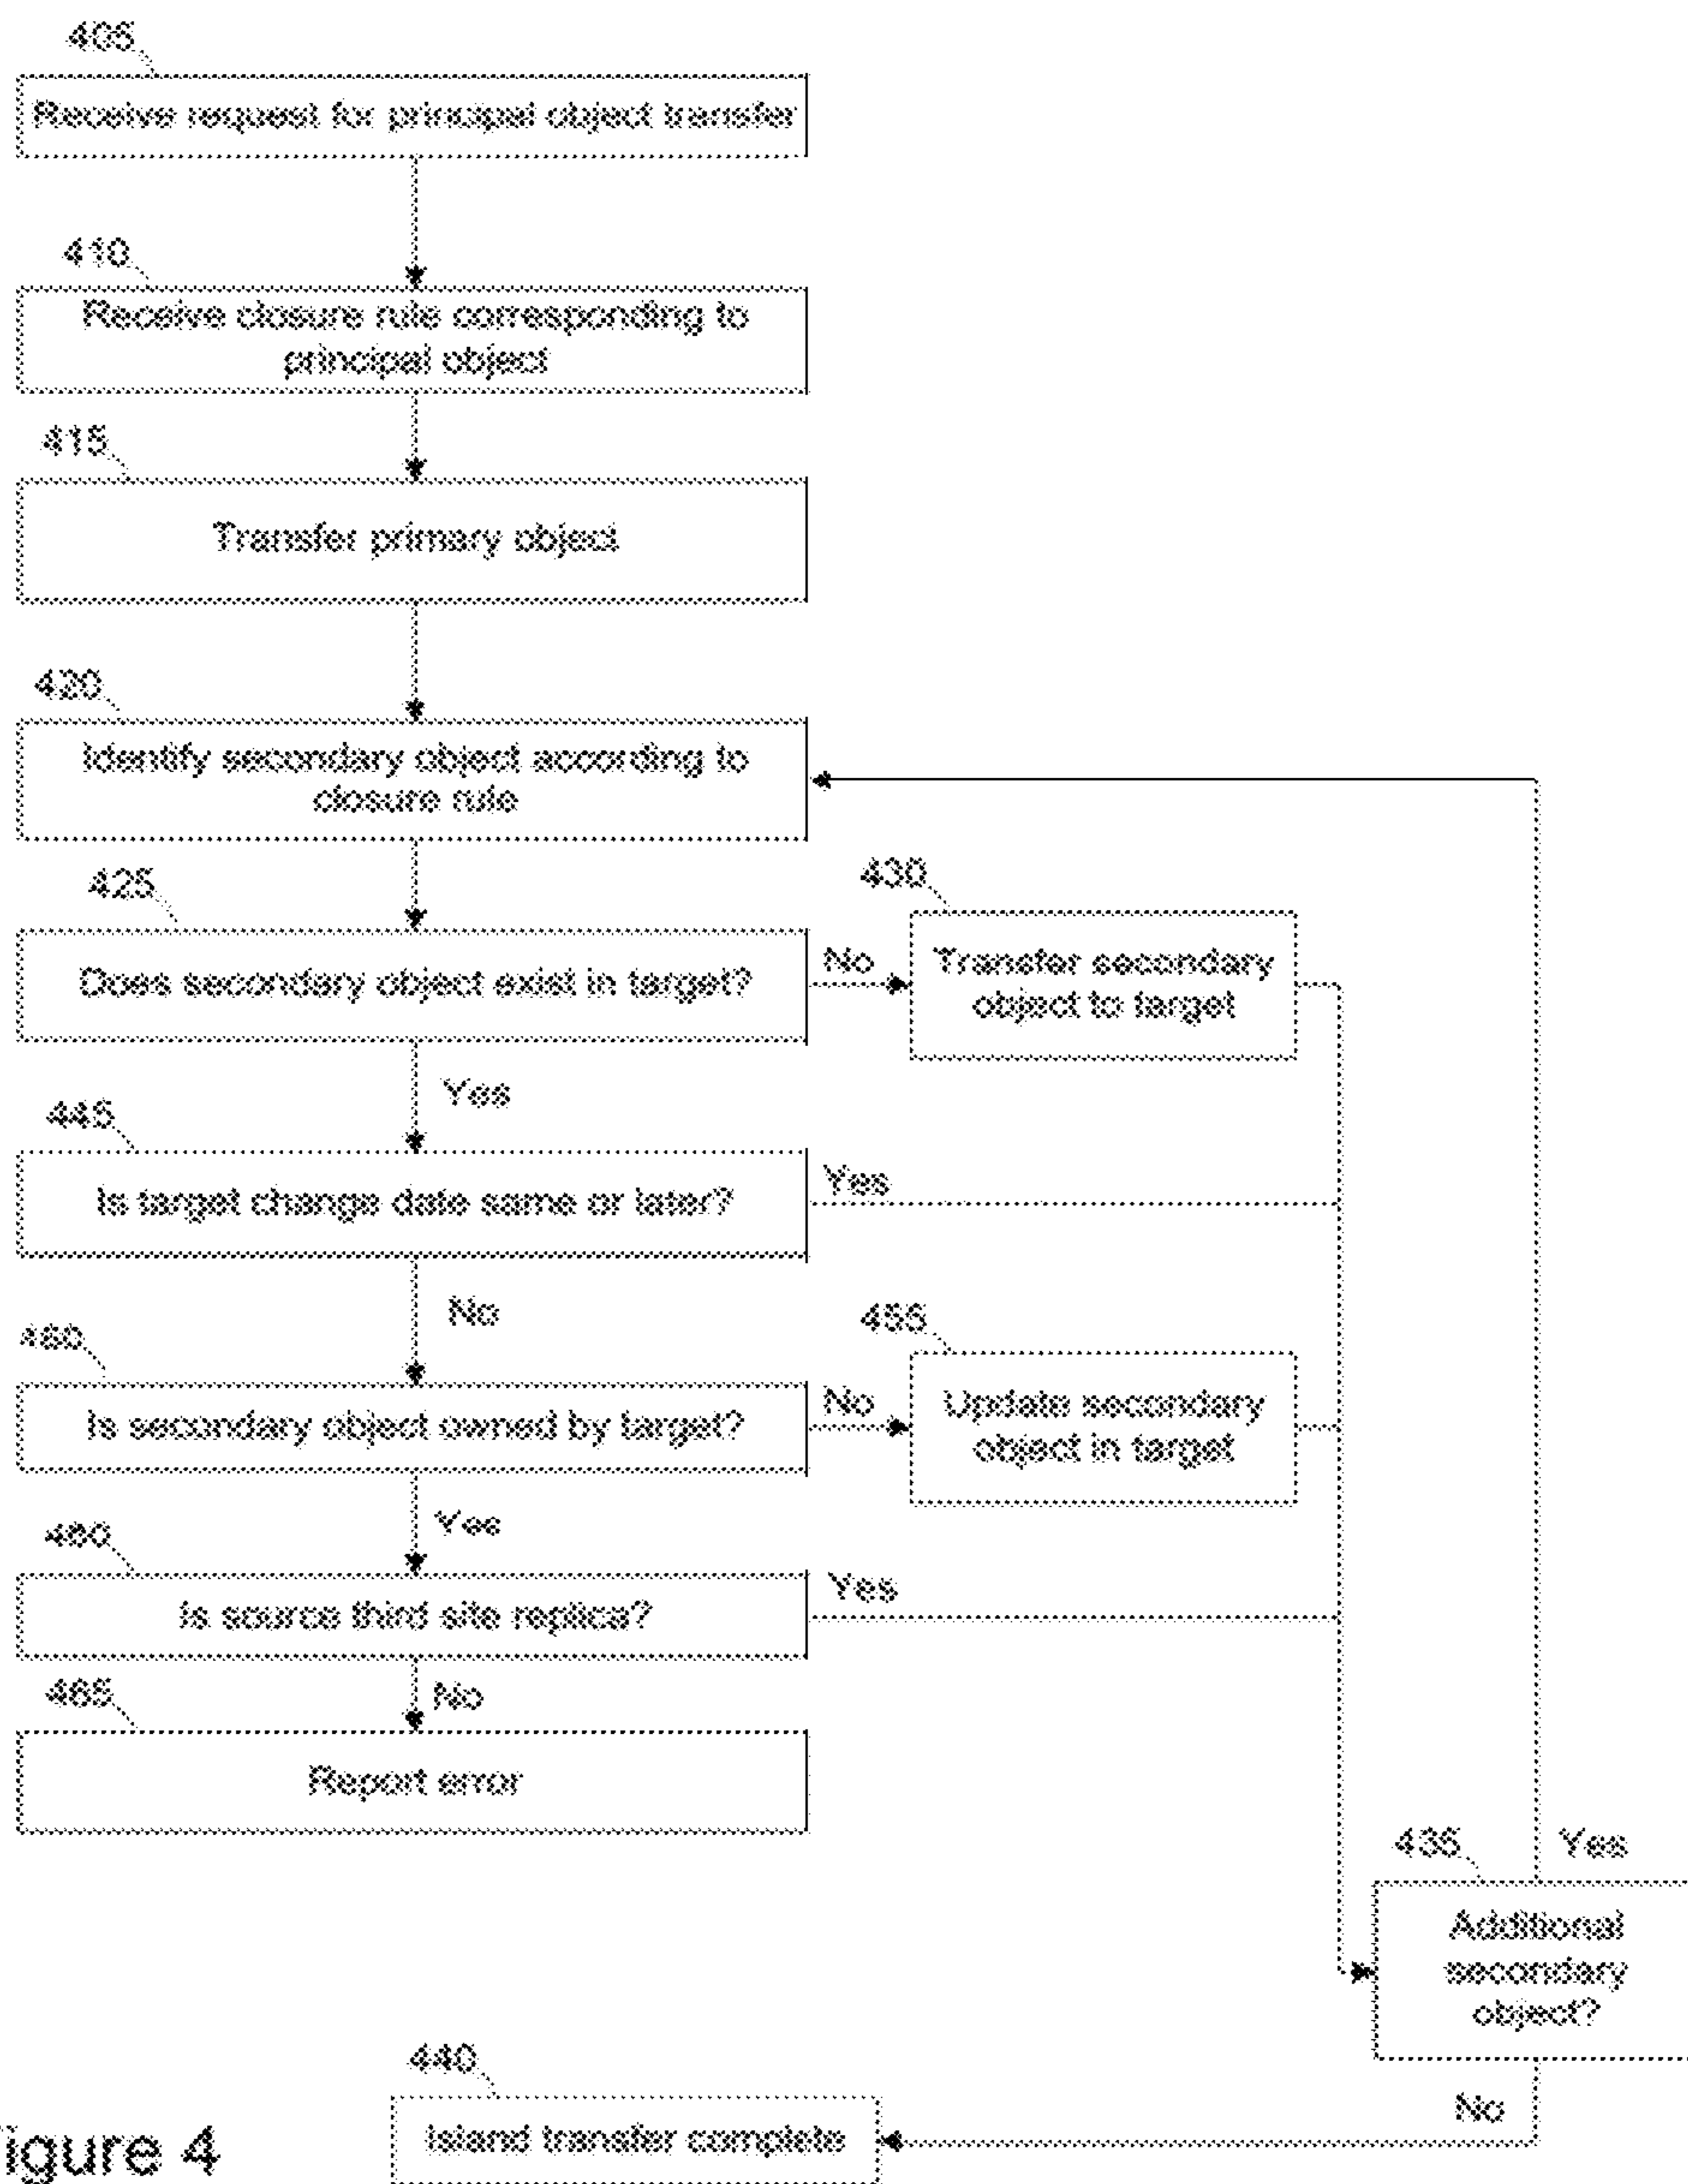 405
Receive request for principal object transfer
410
Receive closure rule corresponding to
principal object
415
Transfer primary object
420
Identify secondary object according to
closure rule
425
Does secondary object exist in target?
No
430
Transfer secondary
object to target
Yes
445
Is target change date same or later?
Yes
No
450
Is secondary object owned by target?
No
455
Update secondary
object in target
Yes
460
Is source third site replica?
Yes
No
465
Report error
435
Yes
Additional
secondary
object?
No
440
Island transfer complete
igure 4